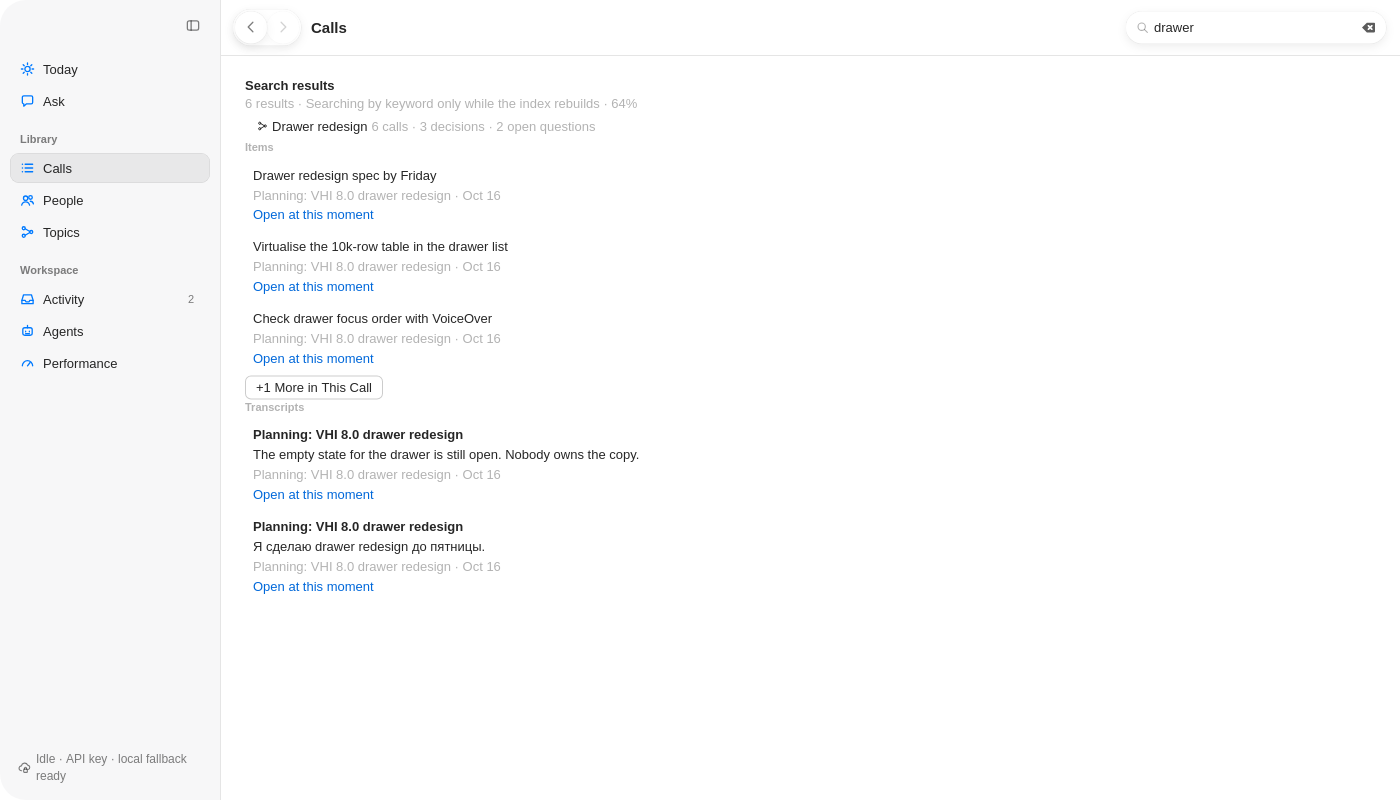 Calls
drawer
Today
Ask
Library
Calls
People
Topics
Workspace
Activity 2
Agents
Performance
Idle · API key · local fallback
ready
Search results
6 results · Searching by keyword only while the index rebuilds · 64%
Drawer redesign 6 calls · 3 decisions · 2 open questions
Items
Drawer redesign spec by Friday
Planning: VHI 8.0 drawer redesign · Oct 16
Open at this moment
Virtualise the 10k-row table in the drawer list
Planning: VHI 8.0 drawer redesign · Oct 16
Open at this moment
Check drawer focus order with VoiceOver
Planning: VHI 8.0 drawer redesign · Oct 16
Open at this moment
+1 More in This Call
Transcripts
Planning: VHI 8.0 drawer redesign
The empty state for the drawer is still open. Nobody owns the copy.
Planning: VHI 8.0 drawer redesign · Oct 16
Open at this moment
Planning: VHI 8.0 drawer redesign
Я сделаю drawer redesign до пятницы.
Planning: VHI 8.0 drawer redesign · Oct 16
Open at this moment